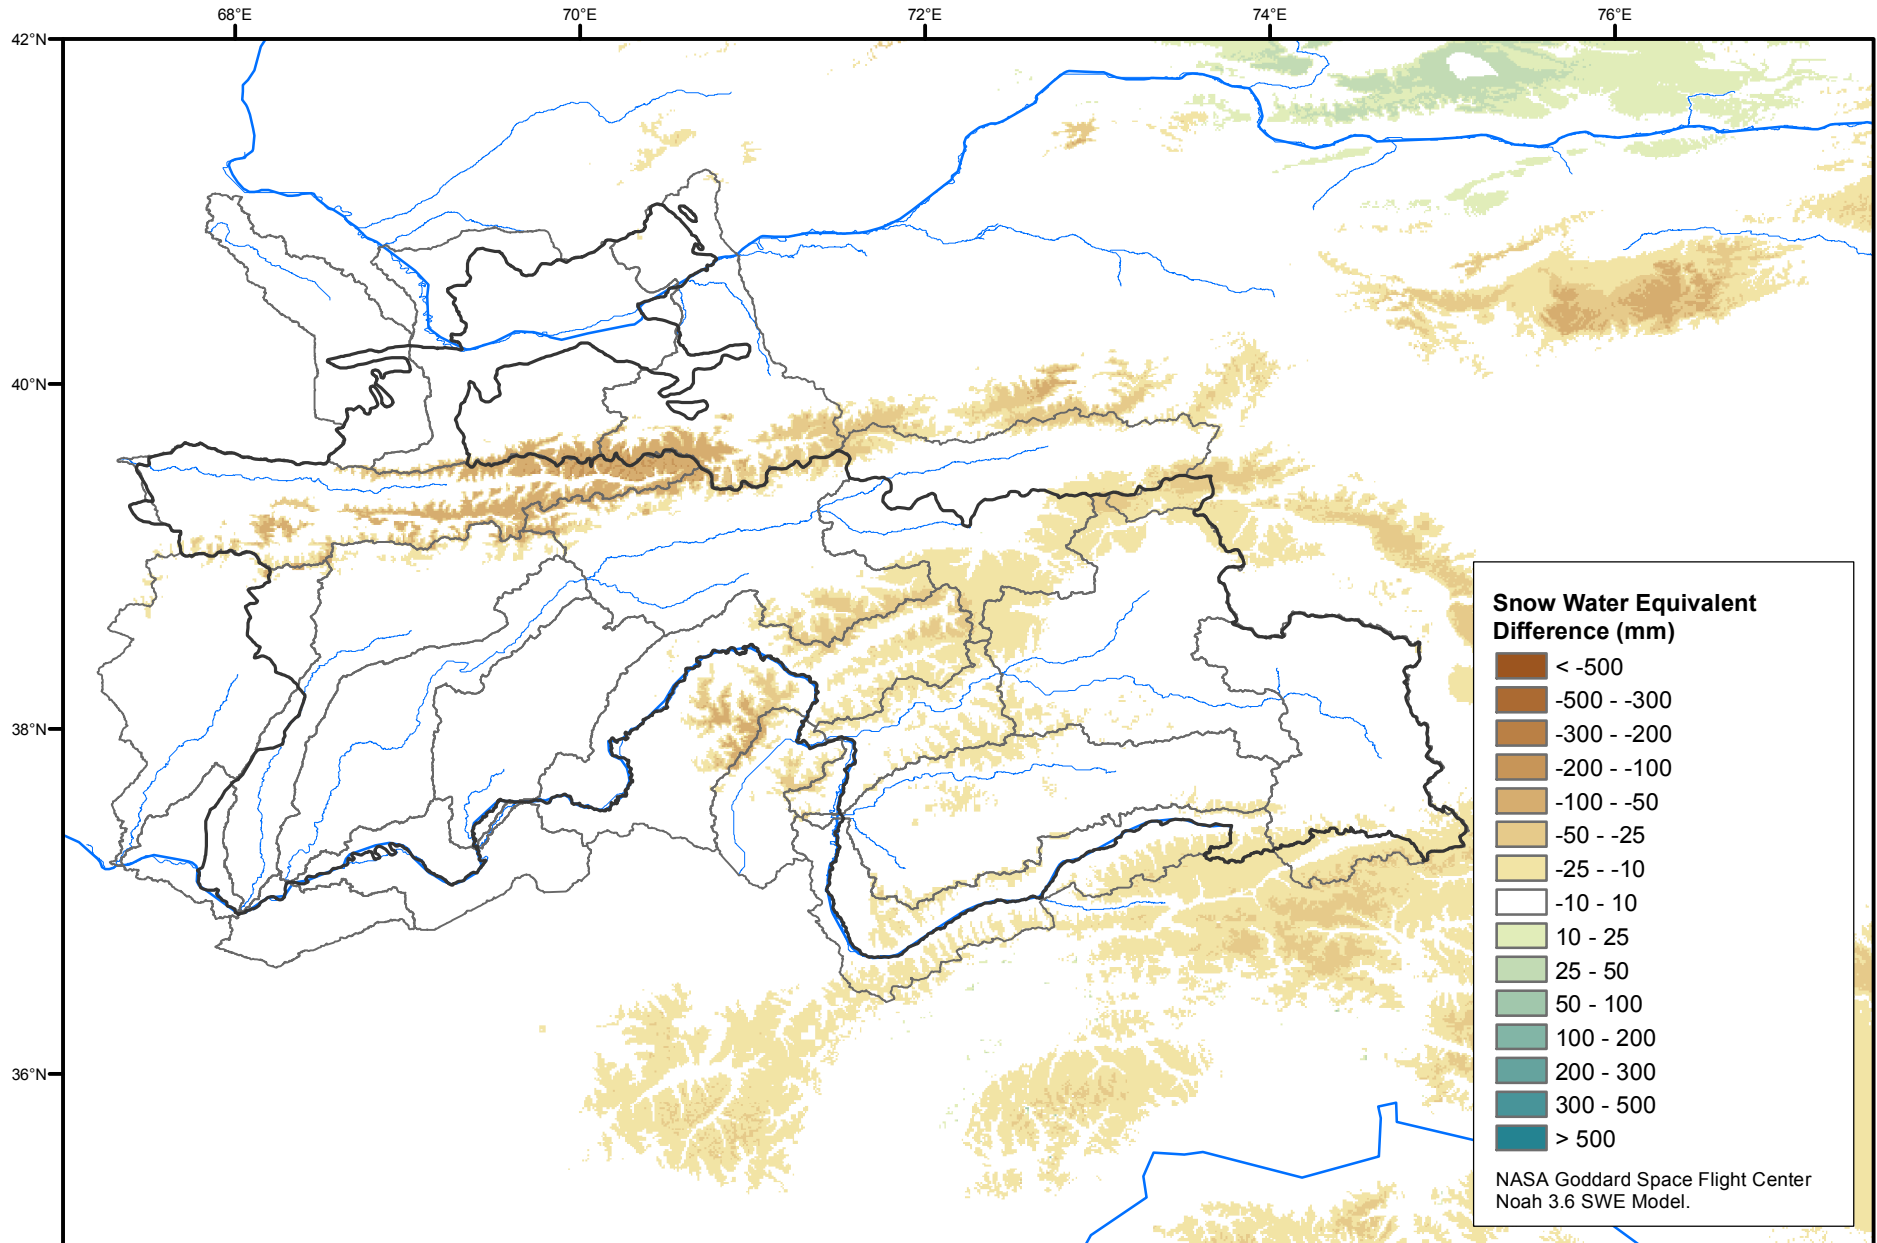 68°E
70°E
72°E
74°E
76°E
42°N
40°N
38°N
36°N
Snow Water Equivalent
Difference (mm)
< -500
-500 - -300
-300 - -200
-200 - -100
-100 - -50
-50 - -25
-25 - -10
-10 - 10
10 - 25
25 - 50
50 - 100
100 - 200
200 - 300
300 - 500
> 500
NASA Goddard Space Flight Center
Noah 3.6 SWE Model.